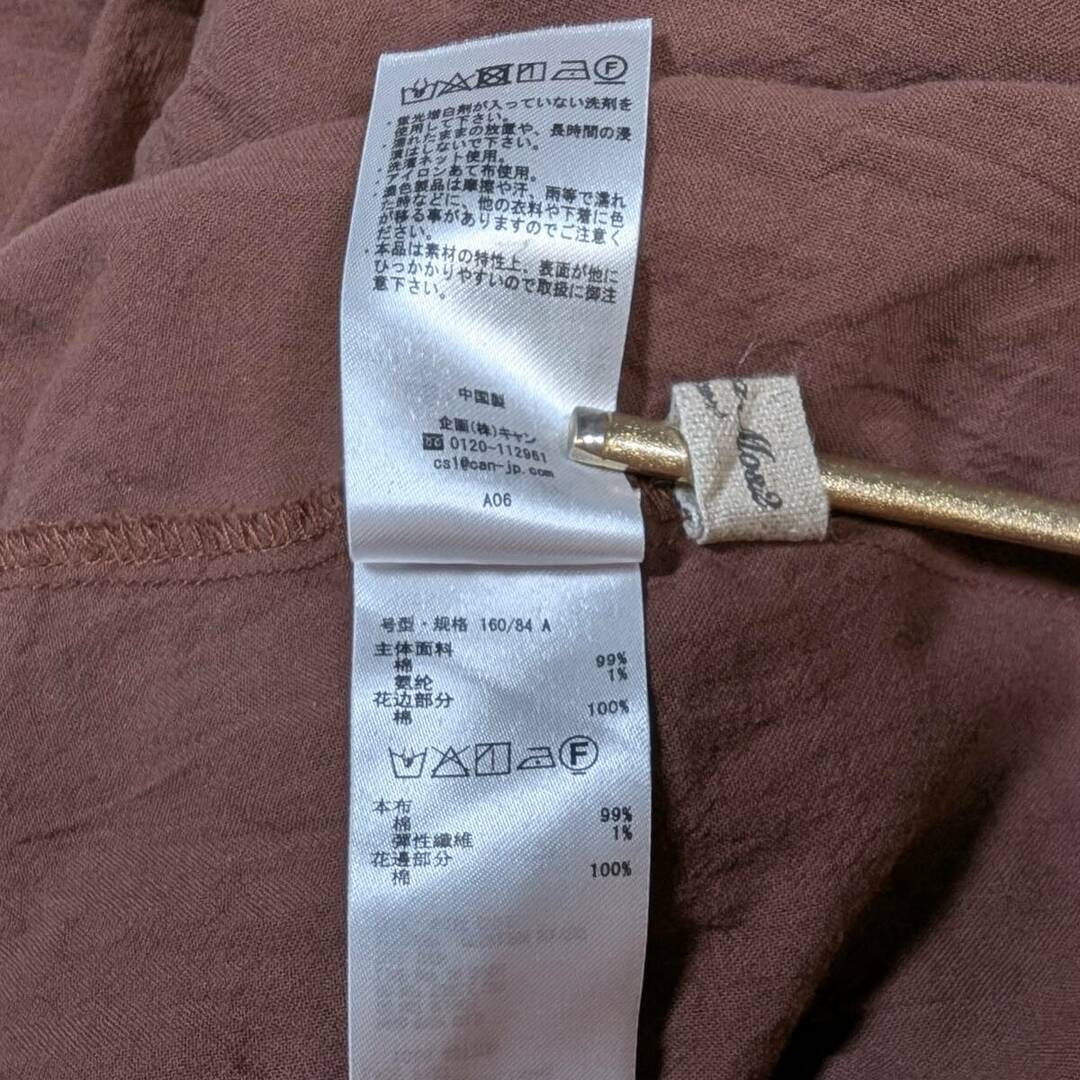 F
・蛍光増白剤が入っていない洗剤を
使用して下さい。
・濡れたままの放置や、長時間の浸
漬はしないで下さい。
・洗濯ネット使用。
・アイロンあて布使用。
・濃色製品は摩擦や汗、雨等で濡れ
た時などに、他の衣料や下着に色
が移る事がありますのでご注意く
ださい。
・本品は素材の特性上、表面が他に
ひっかかりやすいので取扱に御注
意下さい。
中国製
企画(株)キャン
0120-112961
cs1@can-jp.com
A06
号型・规格 160/84 A
主体面料
棉 99%
氨纶 1%
花边部分
棉 100%
F
本布
棉 99%
彈性纖維 1%
花邊部分
棉 100%